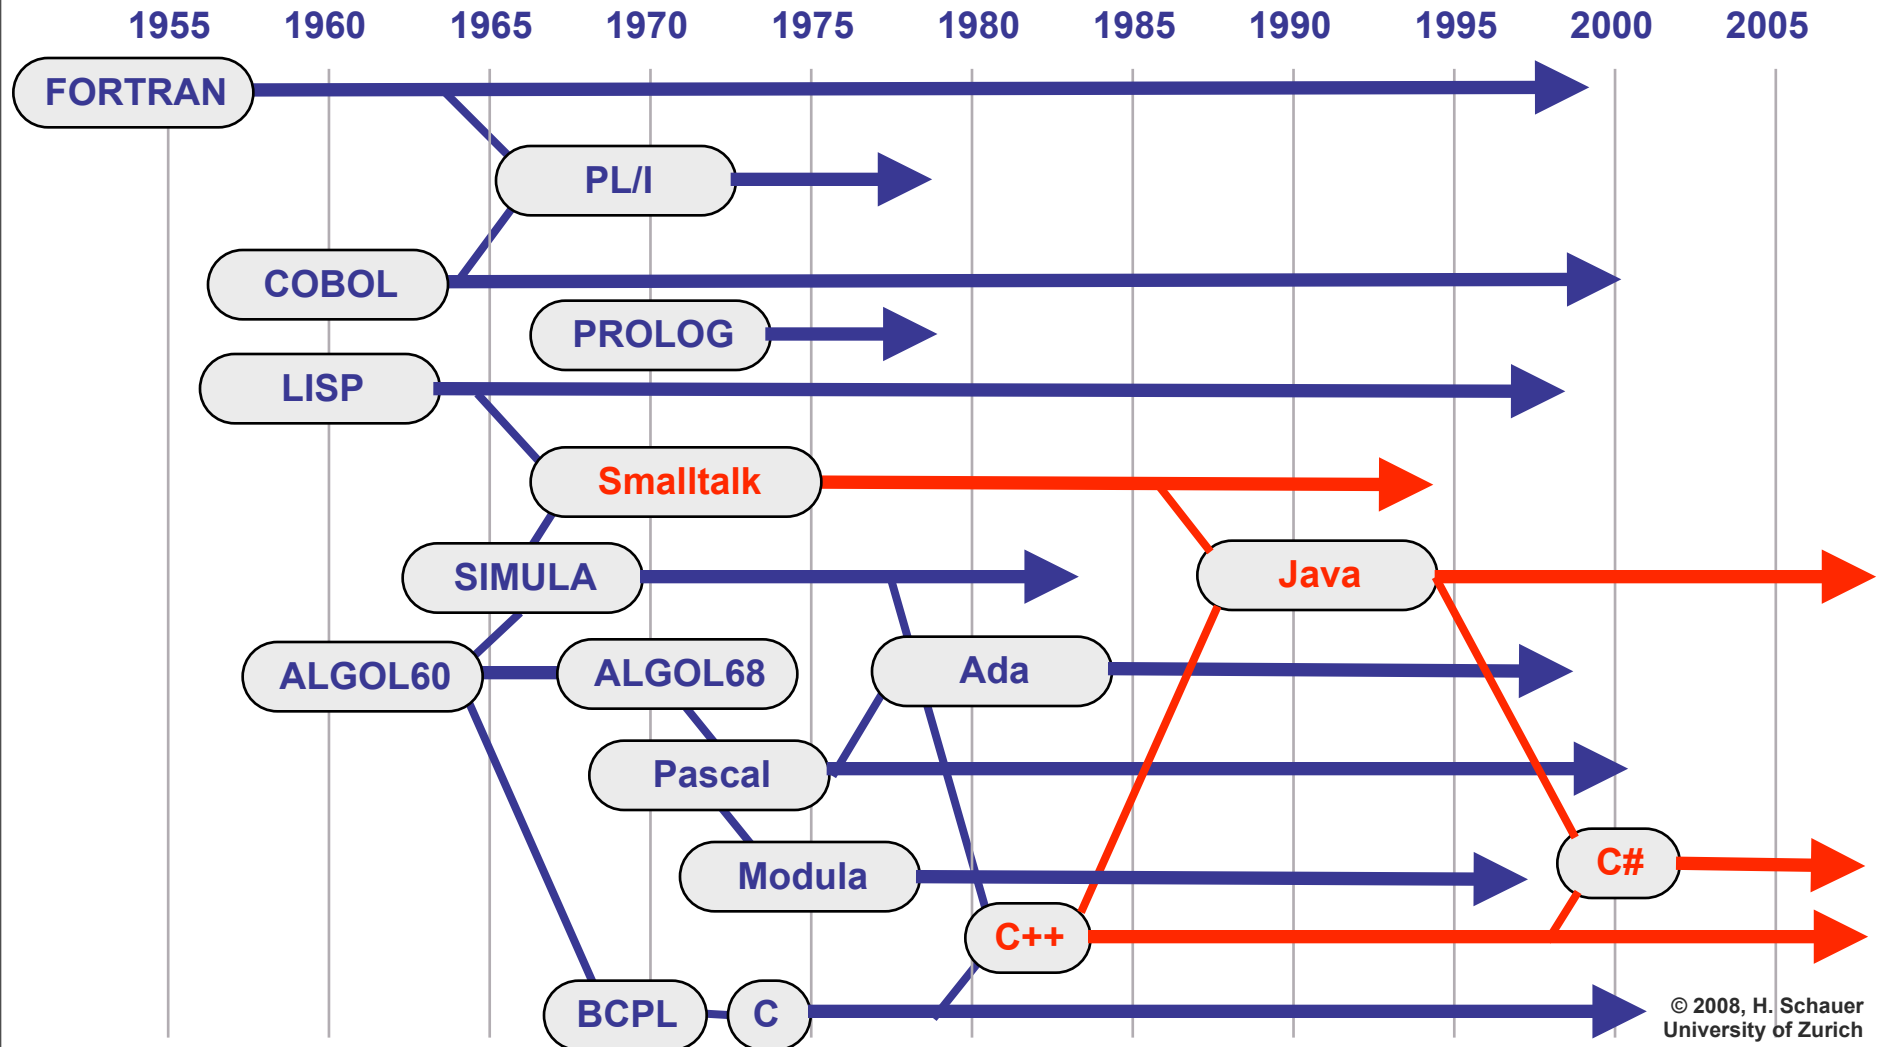 1955 1960 1965 1970 1975 1980 1985 1990 1995 2000 2005
FORTRAN
PL/I
COBOL
PROLOG
LISP
Smalltalk
SIMULA
Java
ALGOL60
ALGOL68
Ada
Pascal
Modula
C#
C++
BCPL
C
© 2008, H. Schauer
University of Zurich